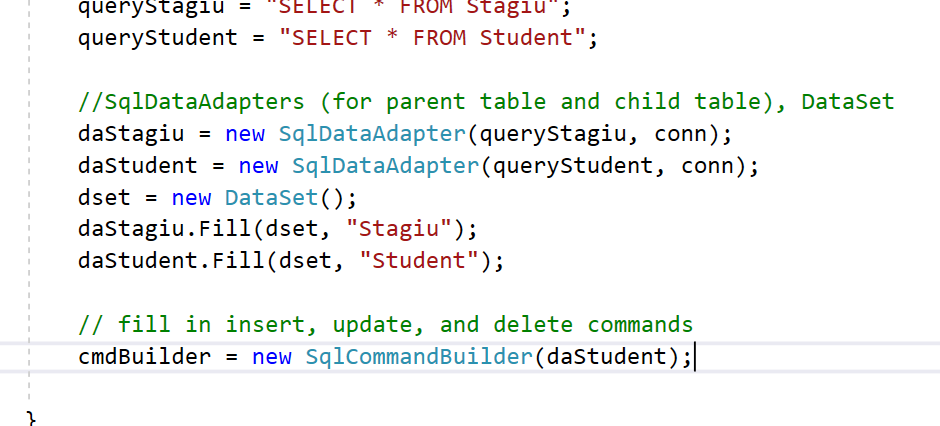 queryStagiu = "SELECT * FROM Stagiu";
queryStudent = "SELECT * FROM Student";
//SqlDataAdapters (for parent table and child table), DataSet
daStagiu = new SqlDataAdapter(queryStagiu, conn);
daStudent = new SqlDataAdapter(queryStudent, conn);
dset = new DataSet();
daStagiu.Fill(dset, "Stagiu");
daStudent.Fill(dset, "Student");
// fill in insert, update, and delete commands
cmdBuilder = new SqlCommandBuilder(daStudent);
}